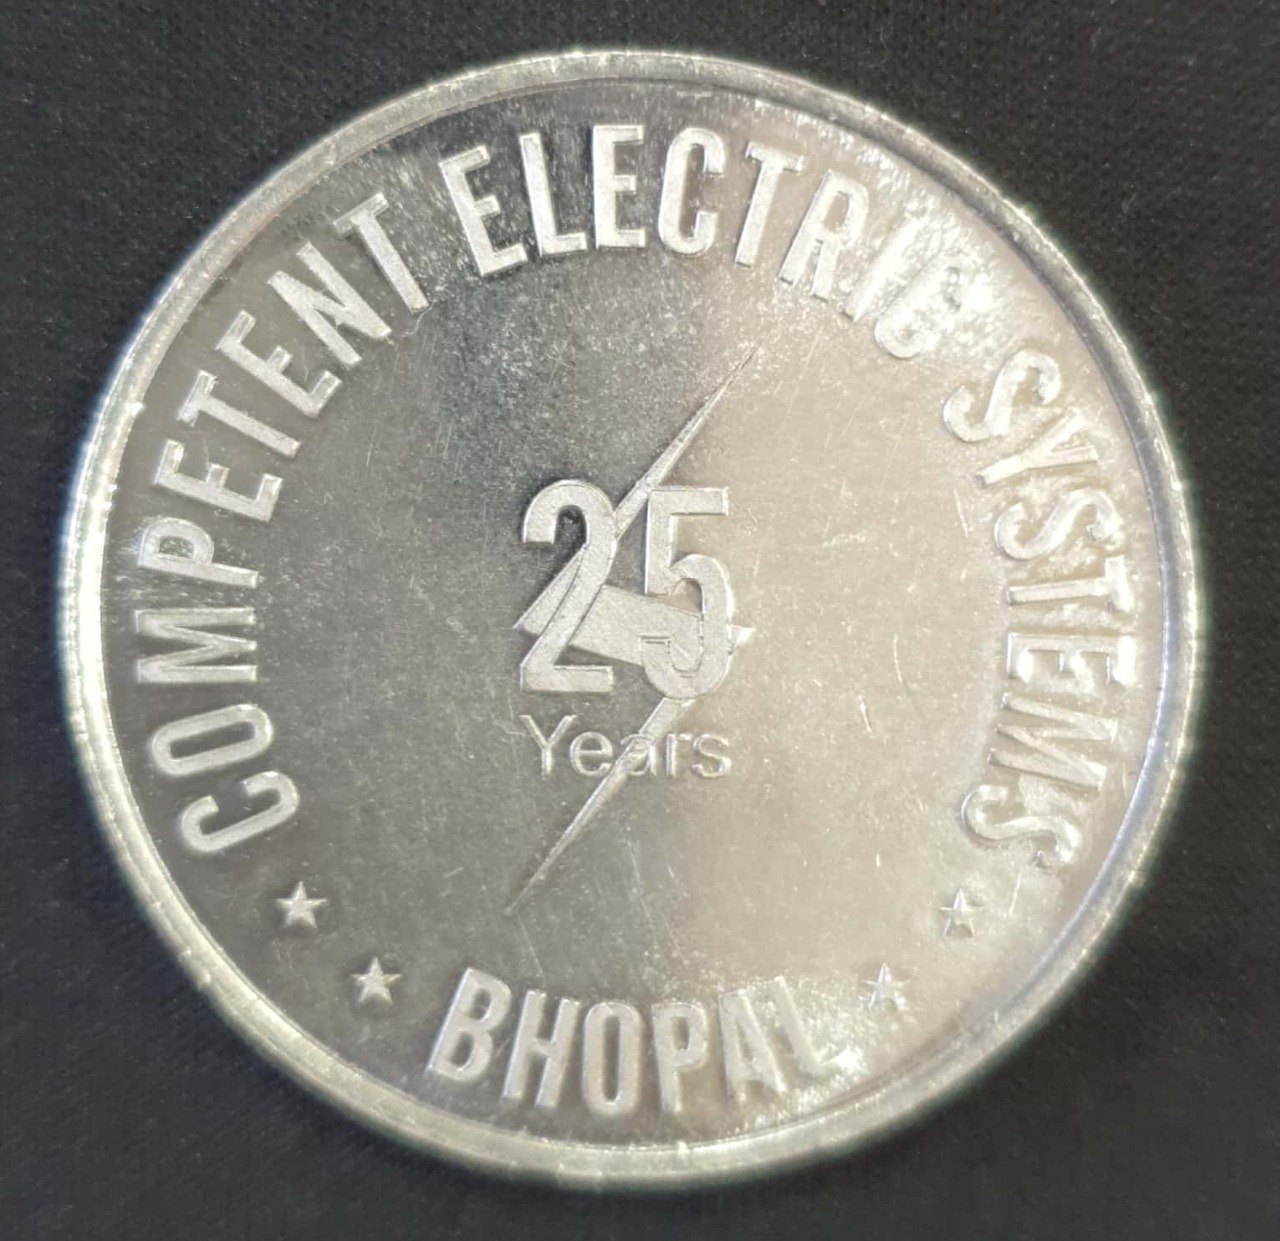 COMPETENT ELECTRIC SYSTEMS
25
Years
BHOPAL